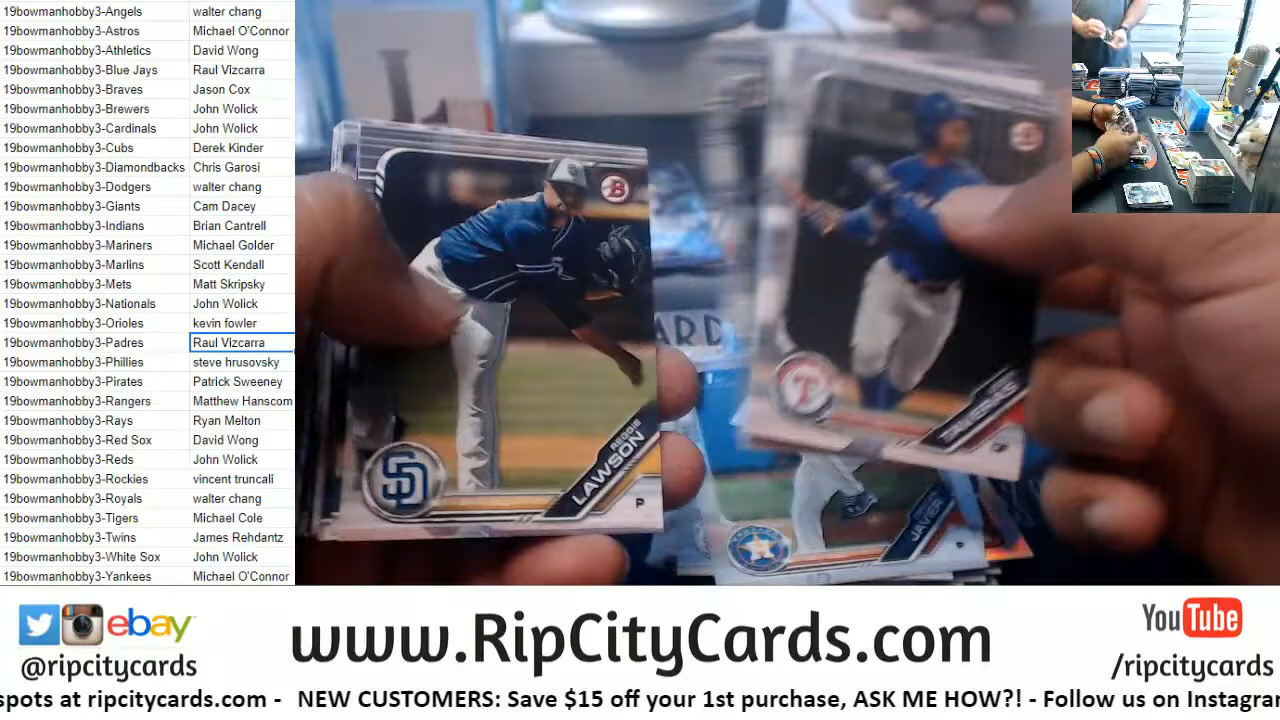 19bowmanhobby3-Angels walter chang
19bowmanhobby3-Astros Michael O'Connor
19bowmanhobby3-Athletics David Wong
19bowmanhobby3-Blue Jays Raul Vizcarra
19bowmanhobby3-Braves Jason Cox
19bowmanhobby3-Brewers John Wolick
19bowmanhobby3-Cardinals John Wolick
19bowmanhobby3-Cubs Derek Kinder
19bowmanhobby3-Diamondbacks Chris Garosi
19bowmanhobby3-Dodgers walter chang
19bowmanhobby3-Giants Cam Dacey
19bowmanhobby3-Indians Brian Cantrell
19bowmanhobby3-Mariners Michael Golder
19bowmanhobby3-Marlins Scott Kendall
19bowmanhobby3-Mets Matt Skripsky
19bowmanhobby3-Nationals John Wolick
19bowmanhobby3-Orioles kevin fowler
19bowmanhobby3-Padres Raul Vizcarra
19bowmanhobby3-Phillies steve hrusovsky
19bowmanhobby3-Pirates Patrick Sweeney
19bowmanhobby3-Rangers Matthew Hanscom
19bowmanhobby3-Rays Ryan Melton
19bowmanhobby3-Red Sox David Wong
19bowmanhobby3-Reds John Wolick
19bowmanhobby3-Rockies vincent truncali
19bowmanhobby3-Royals walter chang
19bowmanhobby3-Tigers Michael Cole
19bowmanhobby3-Twins James Rehdantz
19bowmanhobby3-White Sox John Wolick
19bowmanhobby3-Yankees Michael O'Connor
B
SD
REGGIE
LAWSON
P
T
ARD
JAVIER
P
ebay
@ripcitycards
www.RipCityCards.com
YouTube
/ripcitycards
spots at ripcitycards.com - NEW CUSTOMERS: Save $15 off your 1st purchase, ASK ME HOW?! - Follow us on Instagra